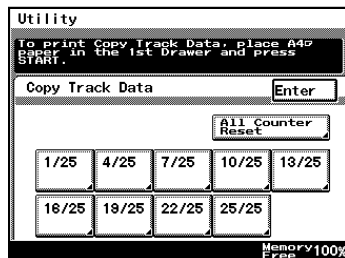 Utility
To print Copy Track Data, place A4
paper in the 1st Drawer and press
START.
Copy Track Data
Enter
All Counter
Reset
1/25 4/25 7/25 10/25 13/25
16/25 19/25 22/25 25/25
Memory 100%
Free